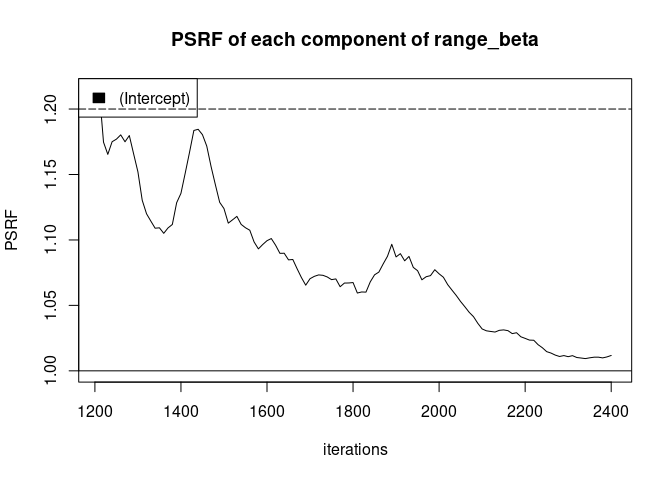 PSRF of each component of range_beta
(Intercept)
PSRF
1.20
1.15
1.10
1.05
1.00
1200 1400 1600 1800 2000 2200 2400
iterations